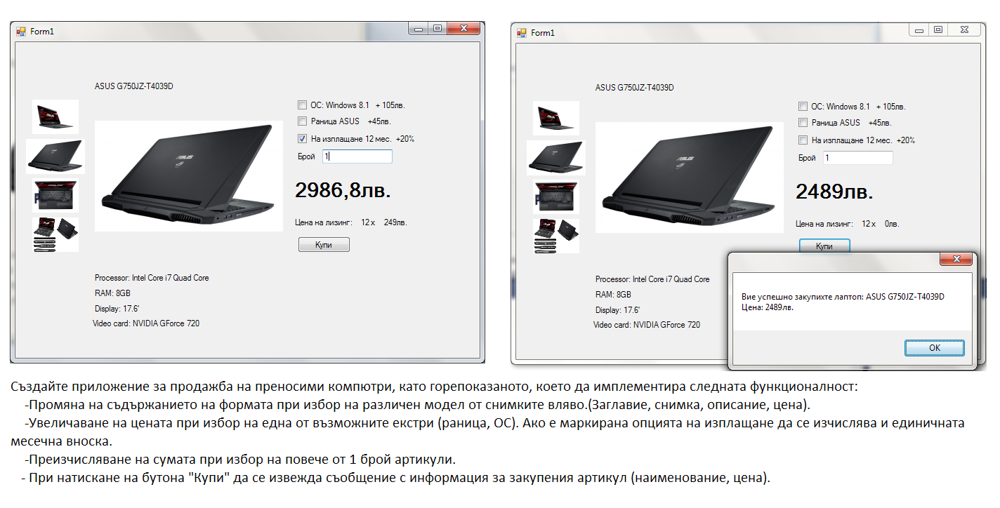 Form1
ASUS G750JZ-T4039D
ОС: Windows 8.1 + 105лв.
Раница ASUS +45лв.
На изплащане 12 мес. +20%
Брой 1
2986,8лв.
Цена на лизинг: 12 x 249лв.
Купи
Processor: Intel Core i7 Quad Core
RAM: 8GB
Display: 17.6'
Video card: NVIDIA GForce 720
Form1
ASUS G750JZ-T4039D
ОС: Windows 8.1 + 105лв.
Раница ASUS +45лв.
На изплащане 12 мес. +20%
Брой 1
2489лв.
Цена на лизинг: 12 x 0лв.
Купи
Processor: Intel Core i7 Quad Core
RAM: 8GB
Display: 17.6'
Video card: NVIDIA GForce 720
Вие успешно закупихте лаптоп: ASUS G750JZ-T4039D
Цена: 2489лв.
OK
Създайте приложение за продажба на преносими компютри, като горепоказаното, което да имплементира следната функционалност:
-Промяна на съдържанието на формата при избор на различен модел от снимките вляво.(Заглавие, снимка, описание, цена).
-Увеличаване на цената при избор на една от възможните екстри (раница, ОС). Ако е маркирана опцията на изплащане да се изчислява и единичната
месечна вноска.
-Преизчисляване на сумата при избор на повече от 1 брой артикули.
- При натискане на бутона "Купи" да се извежда съобщение с информация за закупения артикул (наименование, цена).